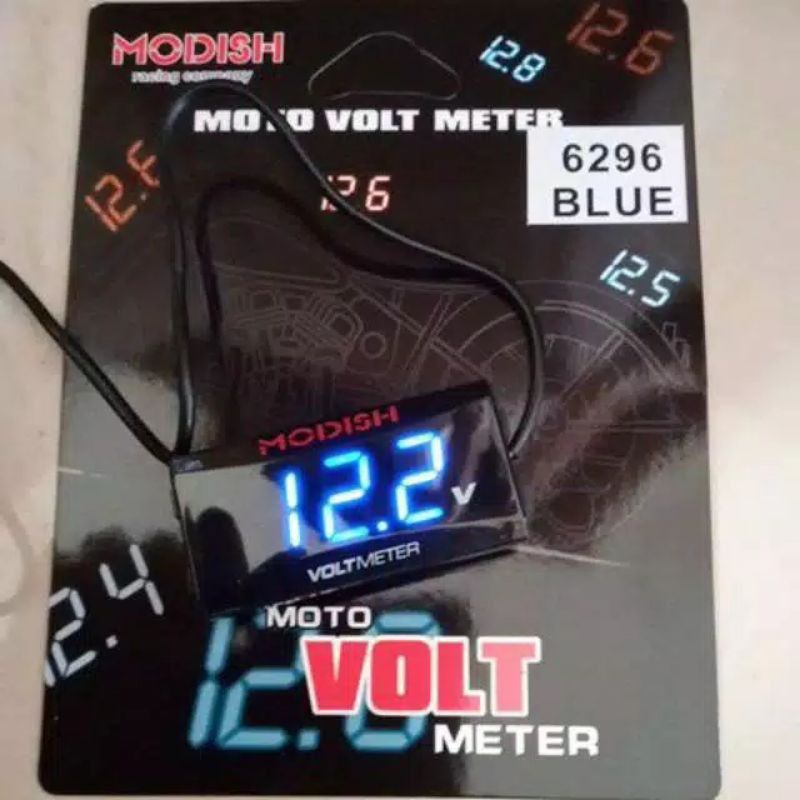 MODISH
racing company
12.8
12.6
MOTO VOLT METER
6296
BLUE
12.6
12.6
12.5
MODISH
12.2 V
VOLTMETER
12.4
MOTO
VOLT
METER